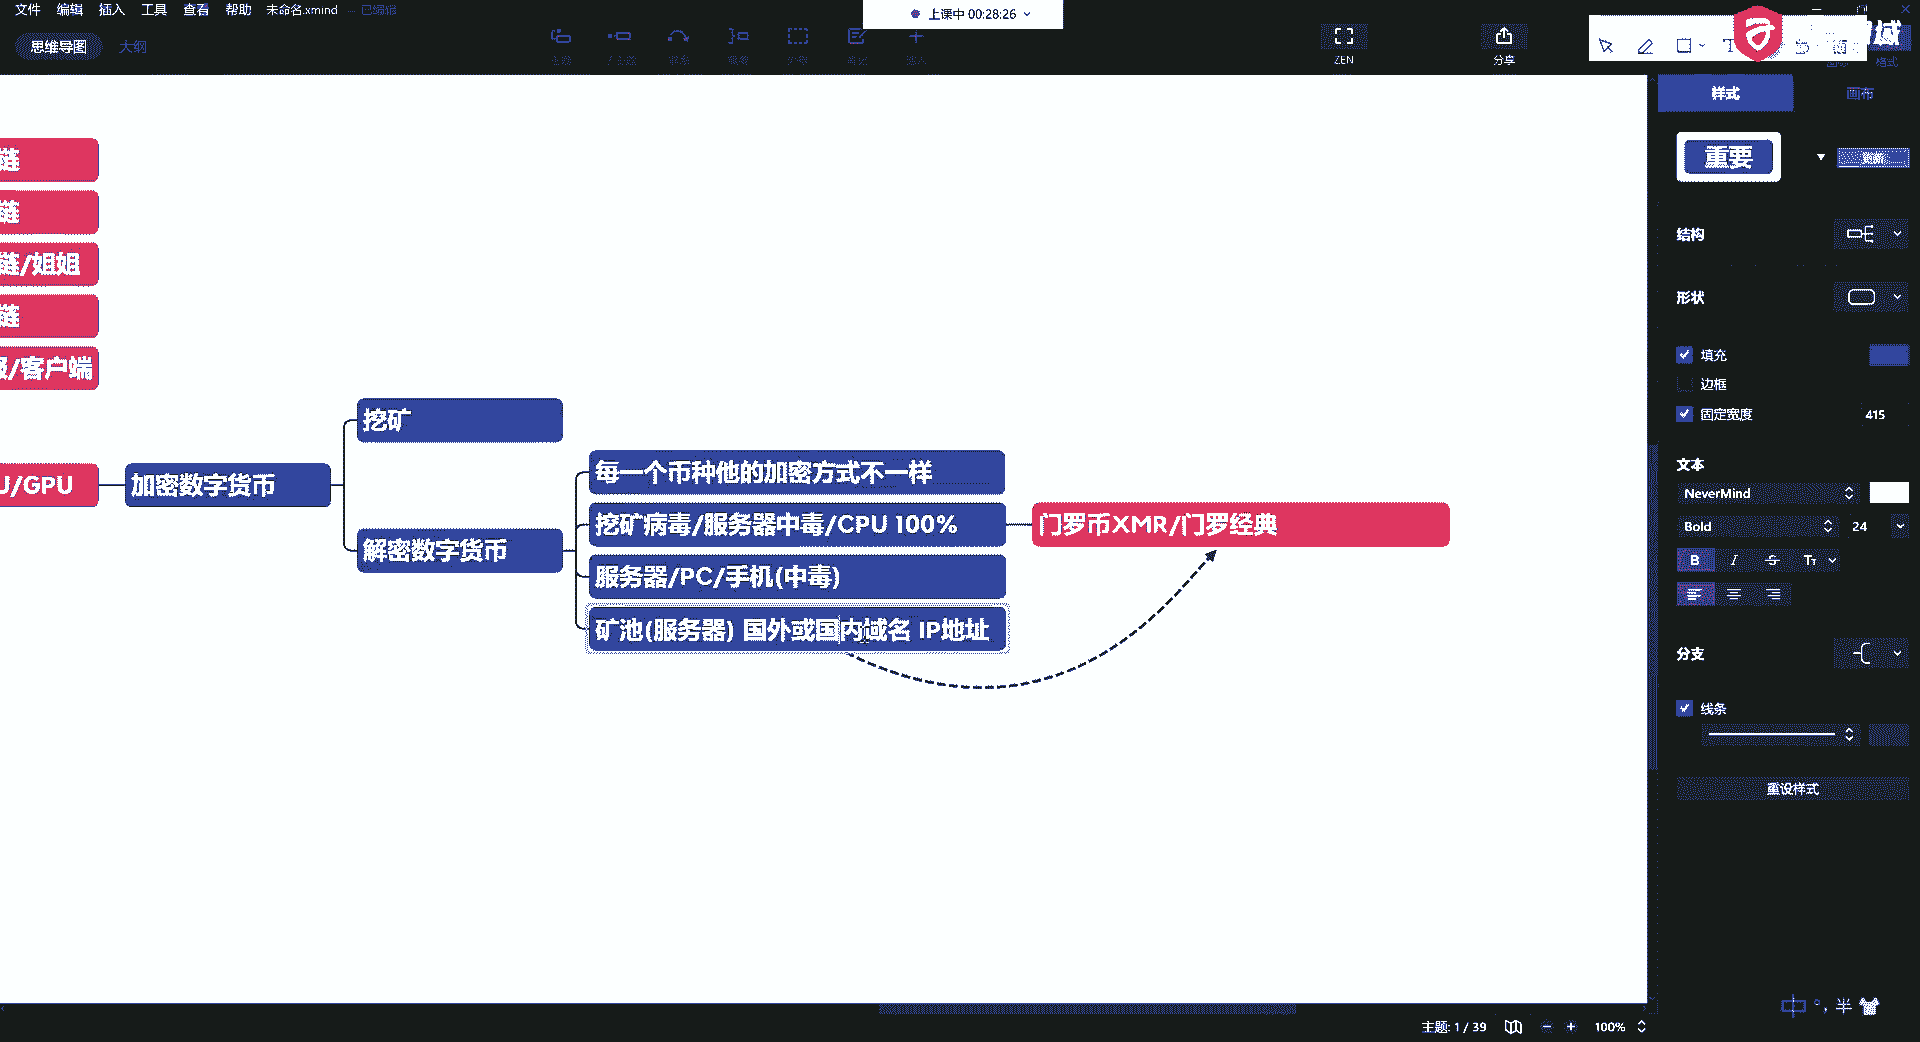 文件 编辑 插入 工具 查看 帮助 未命名.xmind - 已编辑
上课中 00:28:26
思维导图 大纲
ZEN
分享
格式
域
样式 画布
链
链
链/姐姐
链
/客户端
U/GPU
加密数字货币
挖矿
解密数字货币
每一个币种他的加密方式不一样
挖矿病毒/服务器中毒/CPU 100%
服务器/PC/手机(中毒)
矿池(服务器) 国外或国内域名 IP地址
门罗币XMR/门罗经典
重要
更新
结构
形状
填充
边框
固定宽度 415
文本
NeverMind
Bold 24
B I S Tт
分支
线条
重设样式
中 °, 半
主题: 1 / 39
100%